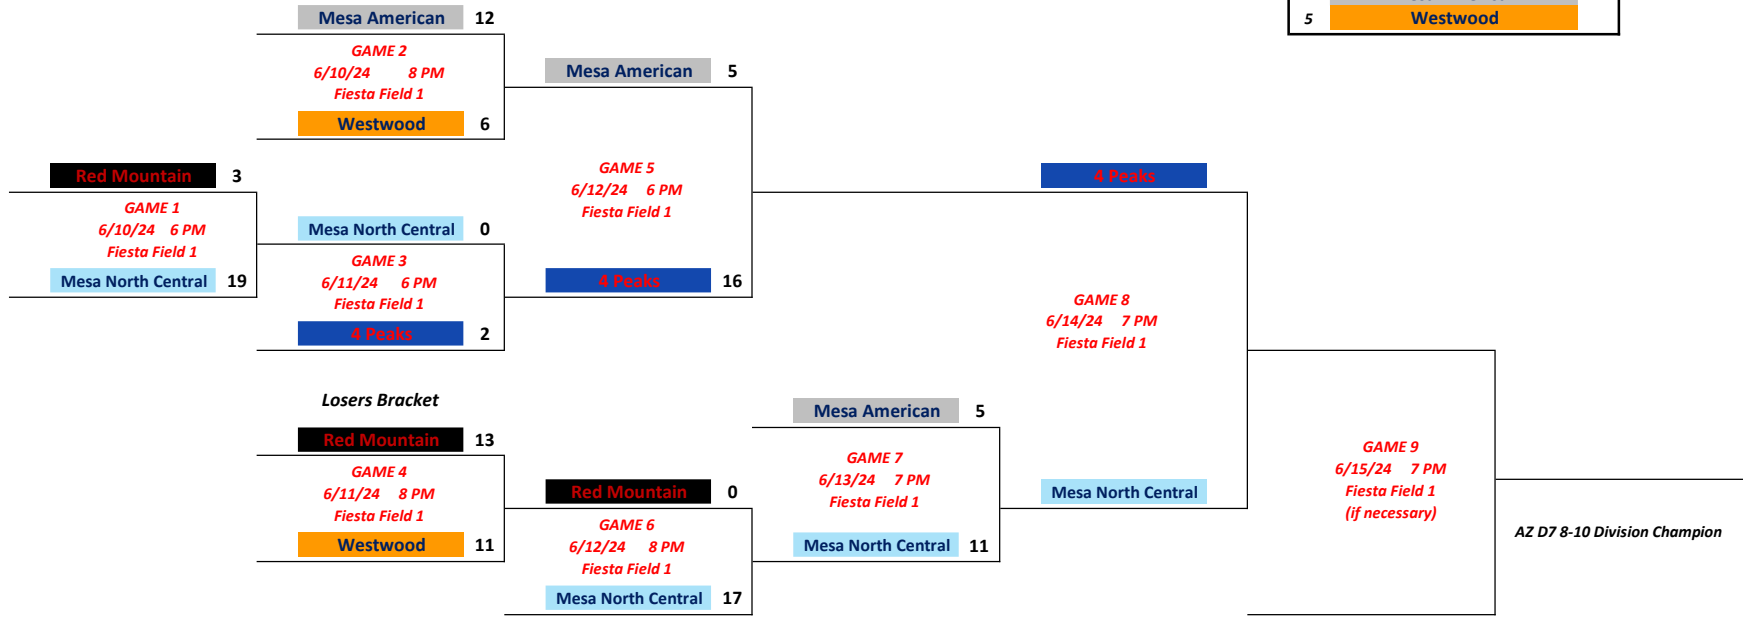 Mesa American 12
5 Westwood
GAME 2
6/10/24 8 PM
Fiesta Field 1
Mesa American 5
Westwood 6
Red Mountain 3
GAME 5
6/12/24 6 PM
Fiesta Field 1
4 Peaks
GAME 1
6/10/24 6 PM
Fiesta Field 1
Mesa North Central 0
Mesa North Central 19
GAME 3
6/11/24 6 PM
Fiesta Field 1
4 Peaks 16
4 Peaks 2
GAME 8
6/14/24 7 PM
Fiesta Field 1
Losers Bracket
Mesa American 5
Red Mountain 13
GAME 4
6/11/24 8 PM
Fiesta Field 1
GAME 7
6/13/24 7 PM
Fiesta Field 1
GAME 9
6/15/24 7 PM
Fiesta Field 1
(if necessary)
Red Mountain 0
Mesa North Central
Westwood 11
GAME 6
6/12/24 8 PM
Fiesta Field 1
Mesa North Central 11
AZ D7 8-10 Division Champion
Mesa North Central 17